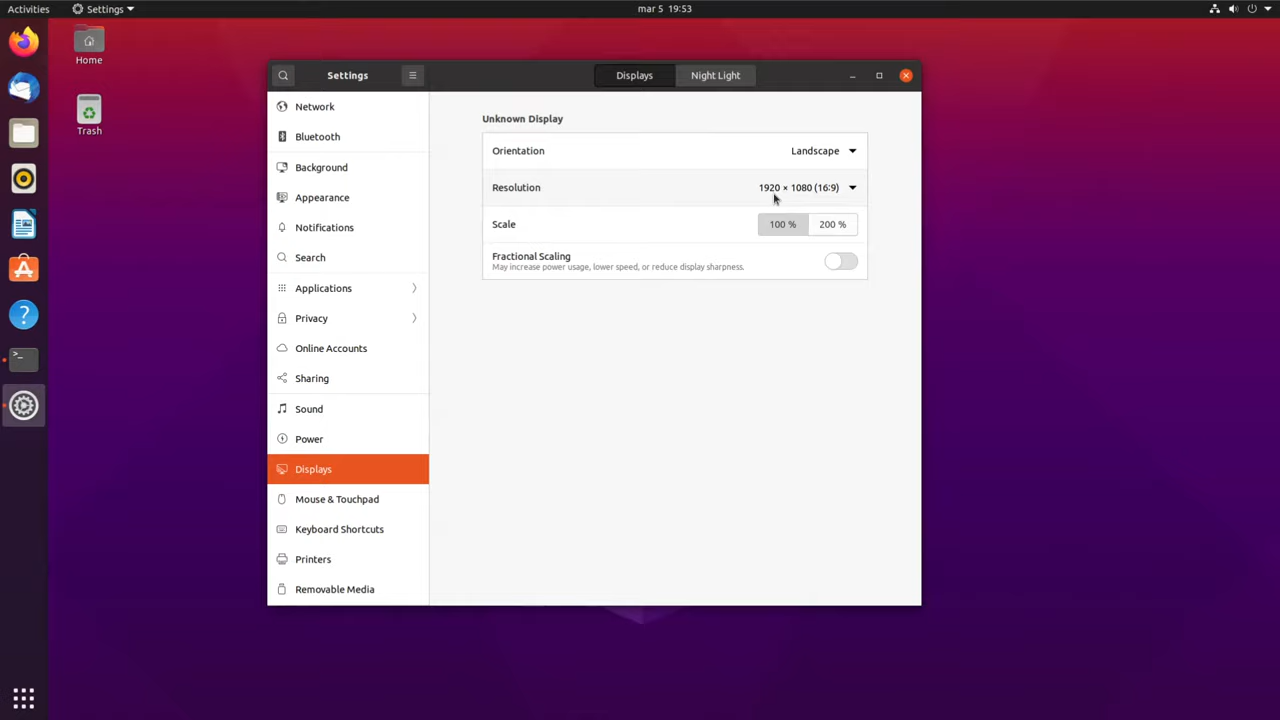 Activities
Settings
mar 5 19:53
Home
Trash
Settings
Displays
Night Light
Network
Bluetooth
Background
Appearance
Notifications
Search
Applications
Privacy
Online Accounts
Sharing
Sound
Power
Displays
Mouse & Touchpad
Keyboard Shortcuts
Printers
Removable Media
Unknown Display
Orientation
Landscape
Resolution
1920 × 1080 (16:9)
Scale
100 %
200 %
Fractional Scaling
May increase power usage, lower speed, or reduce display sharpness.